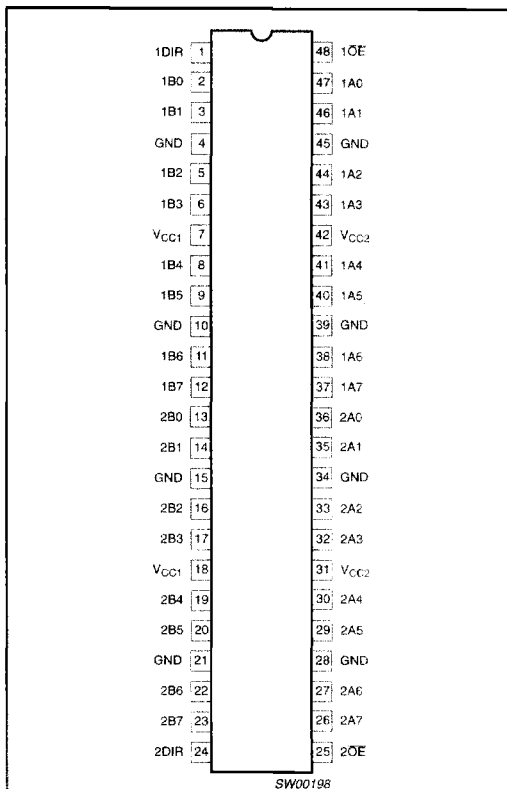 1DIR 1 48 1O̅E̅
1B0 2 47 1A0
1B1 3 46 1A1
GND 4 45 GND
1B2 5 44 1A2
1B3 6 43 1A3
VCC1 7 42 VCC2
1B4 8 41 1A4
1B5 9 40 1A5
GND 10 39 GND
1B6 11 38 1A6
1B7 12 37 1A7
2B0 13 36 2A0
2B1 14 35 2A1
GND 15 34 GND
2B2 16 33 2A2
2B3 17 32 2A3
VCC1 18 31 VCC2
2B4 19 30 2A4
2B5 20 29 2A5
GND 21 28 GND
2B6 22 27 2A6
2B7 23 26 2A7
2DIR 24 25 2O̅E̅
SW00198